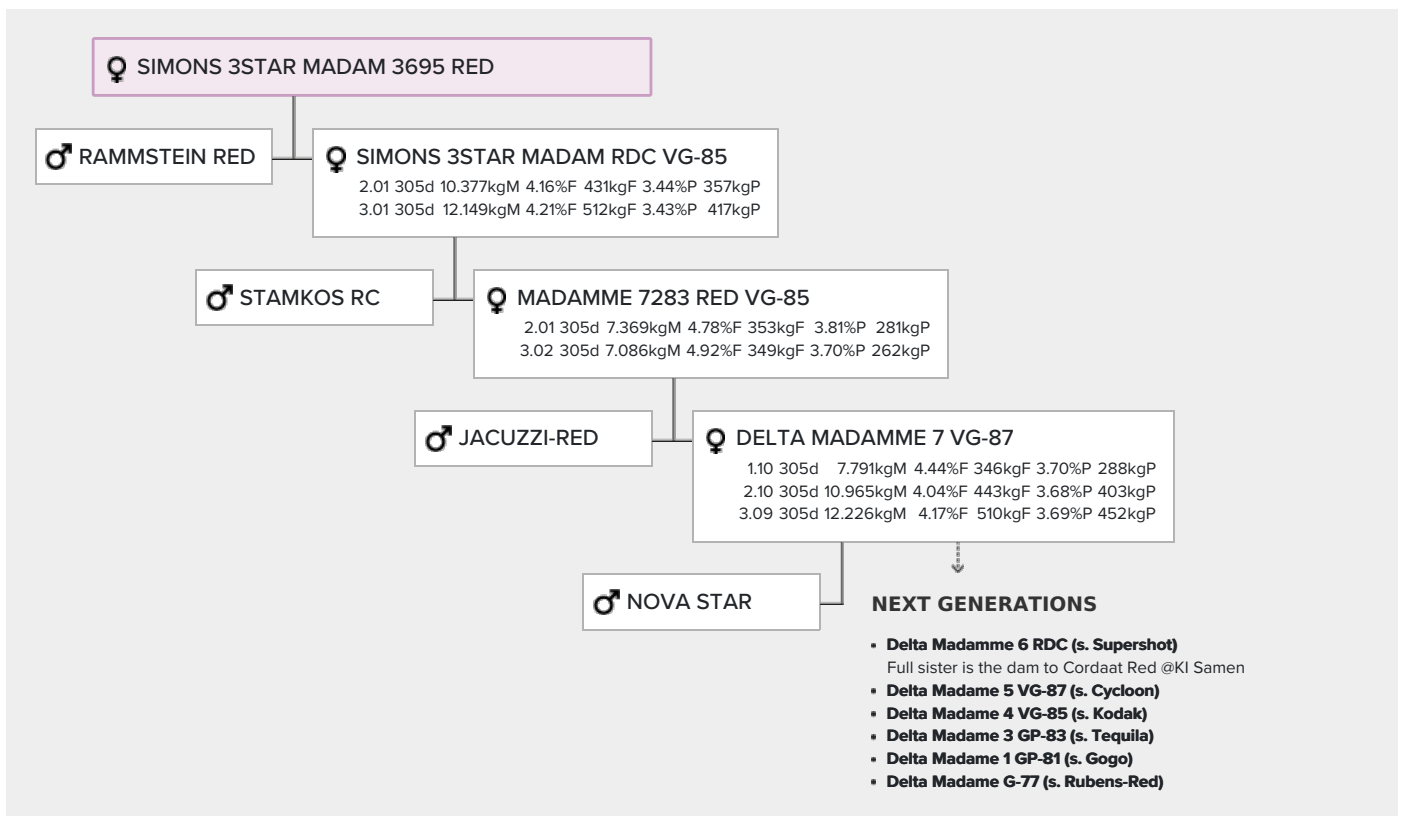 SIMONS 3STAR MADAM 3695 RED
RAMMSTEIN RED
SIMONS 3STAR MADAM RDC VG-85
2.01 305d 10.377kgM 4.16%F 431kgF 3.44%P 357kgP
3.01 305d 12.149kgM 4.21%F 512kgF 3.43%P 417kgP
STAMKOS RC
MADAMME 7283 RED VG-85
2.01 305d 7.369kgM 4.78%F 353kgF 3.81%P 281kgP
3.02 305d 7.086kgM 4.92%F 349kgF 3.70%P 262kgP
JACUZZI-RED
DELTA MADAMME 7 VG-87
1.10 305d 7.791kgM 4.44%F 346kgF 3.70%P 288kgP
2.10 305d 10.965kgM 4.04%F 443kgF 3.68%P 403kgP
3.09 305d 12.226kgM 4.17%F 510kgF 3.69%P 452kgP
NOVA STAR
NEXT GENERATIONS
• Delta Madamme 6 RDC (s. Supershot)
Full sister is the dam to Cordaat Red @KI Samen
• Delta Madame 5 VG-87 (s. Cycloon)
• Delta Madame 4 VG-85 (s. Kodak)
• Delta Madame 3 GP-83 (s. Tequila)
• Delta Madame 1 GP-81 (s. Gogo)
• Delta Madame G-77 (s. Rubens-Red)